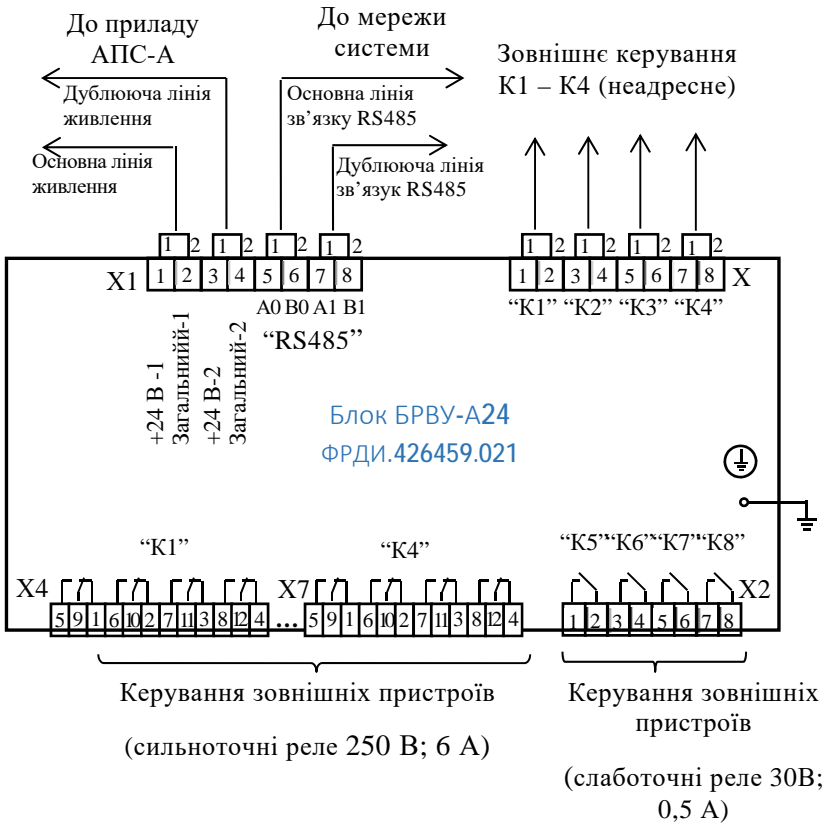 До приладу
АПС-А
До мережи
системи
Зовнішнє керування
К1 – К4 (неадресне)
Дублююча лінія
живлення
Основна лінія
зв’язку RS485
Основна лінія
живлення
Дублююча лінія
зв’язук RS485
1 2 1 2 1 2 1 2
1 2 1 2 1 2 1 2
X1 1 2 3 4 5 6 7 8
1 2 3 4 5 6 7 8 X
A0 B0 A1 B1
“К1” “К2” “К3” “К4”
“RS485”
+24 В -1
Загальнийй-1
+24 В-2
Загальний-2
Блок БРВУ-А24
ФРДИ.426459.021
“К1”
“К4”
“К5”“К6”“К7”“К8”
X4
X7
X2
5 9 1 6 10 2 7 11 3 8 12 4 ... 5 9 1 6 10 2 7 11 3 8 12 4
1 2 3 4 5 6 7 8
Керування зовнішніх пристроїв
(сильноточні реле 250 В; 6 А)
Керування зовнішніх
пристроїв
(слаботочні реле 30В;
0,5 А)